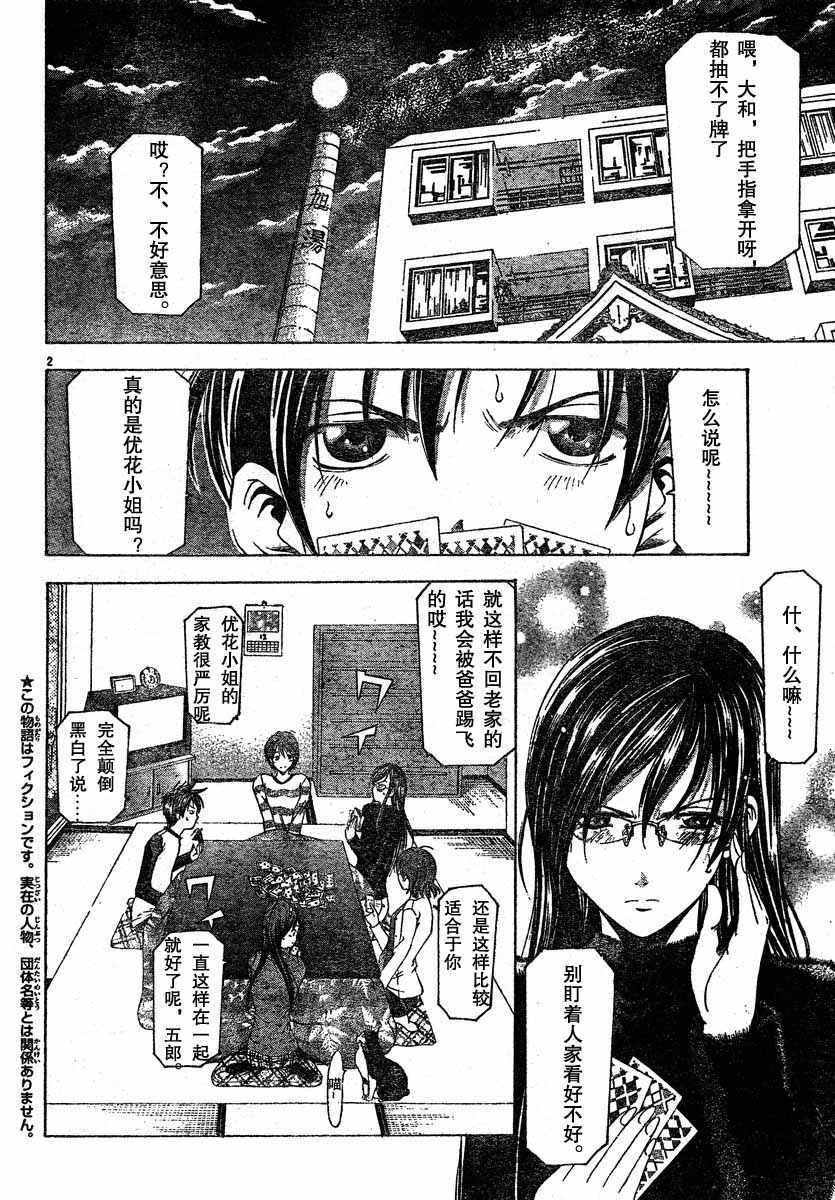 喂，大和，把手指拿开呀，
都抽不了牌
了
旭湯
哎？不、
不好意
思。
2
怎么说呢~~~~~~
真的是优花小
姐吗？
什、什么嘛~~~~
别盯着人家看好不好。
就这样不回老家的
话我会被爸爸踢飞
的哎~~~~
优花小姐的
家教很严厉呢
12
完全颠倒
黑白了说……
ワ
ワ
还是这样比较
适合于你
一直这样在一起
就好了呢，五郎。
喵~
★この物語はフィクションです。実在の人物、団体名等とは関係ありません。